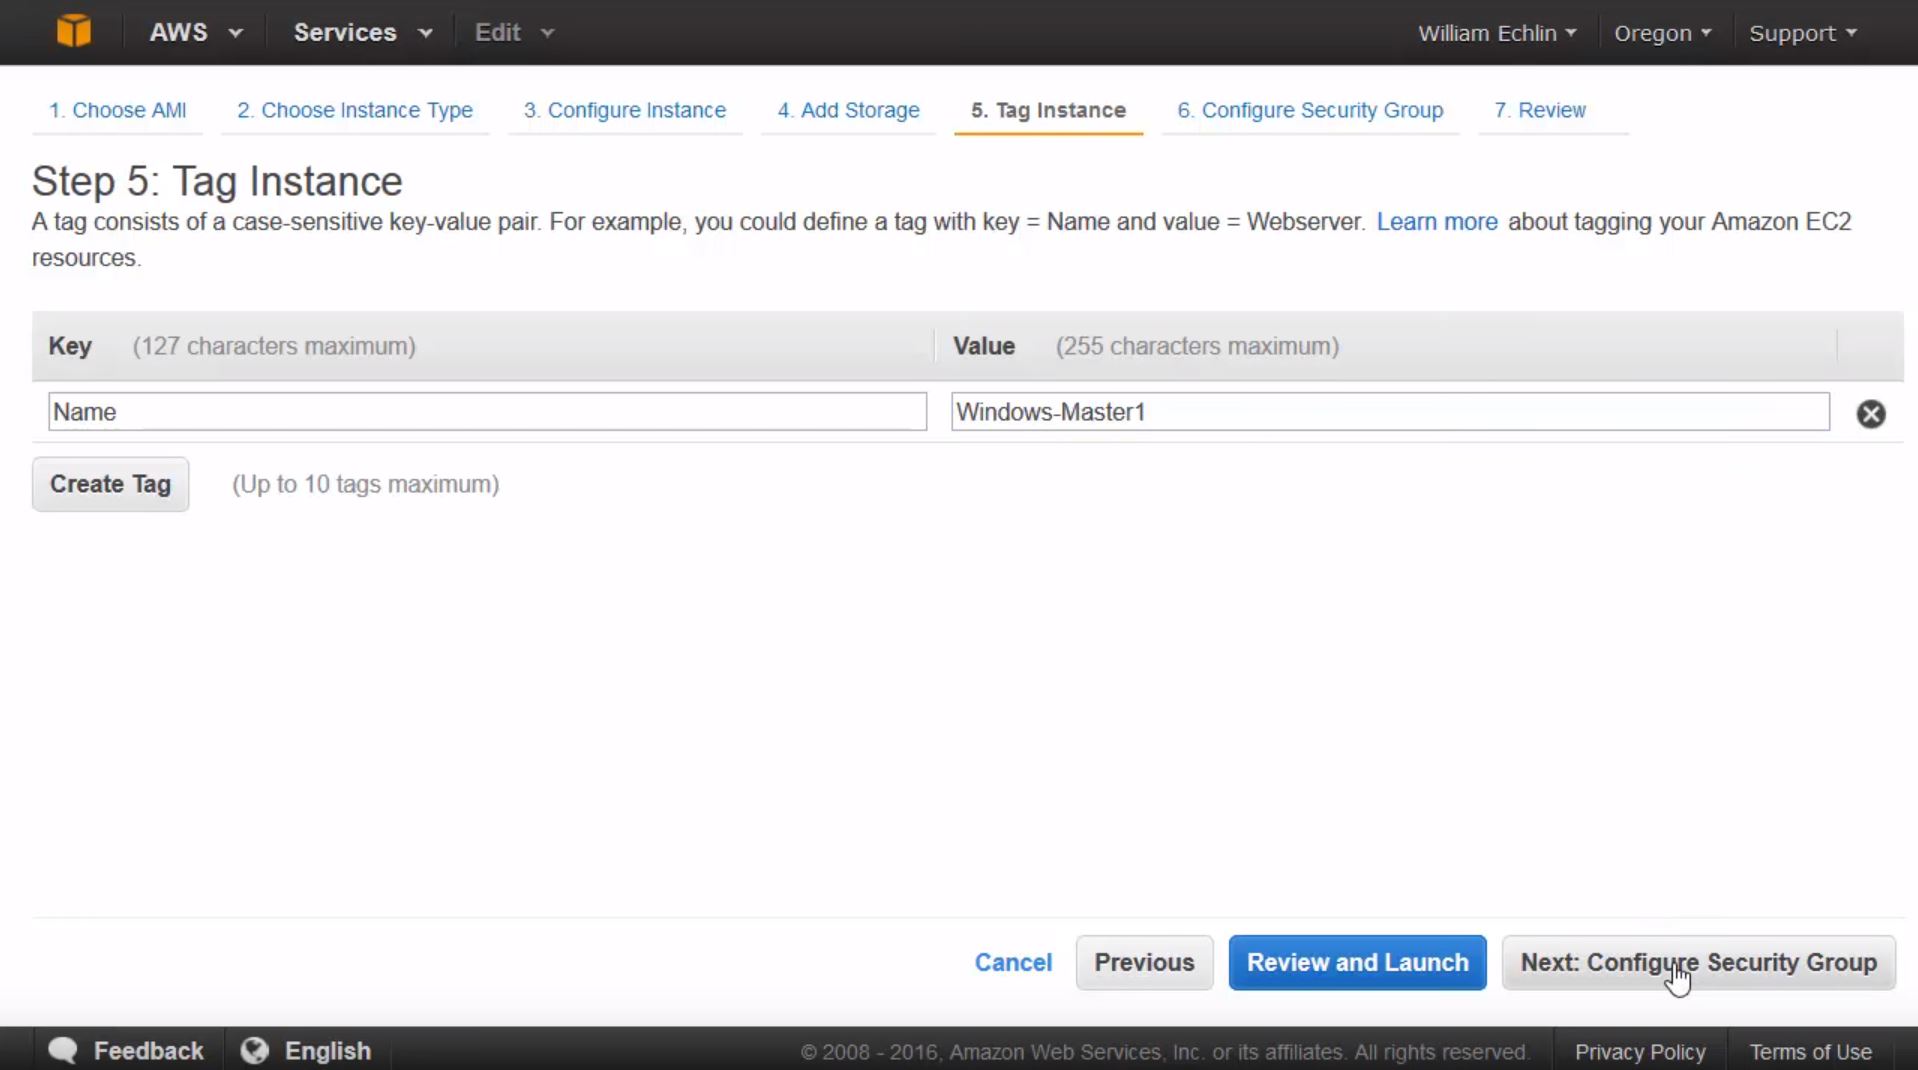 AWS Services Edit William Echlin Oregon Support
1. Choose AMI 2. Choose Instance Type 3. Configure Instance 4. Add Storage 5. Tag Instance 6. Configure Security Group 7. Review
Step 5: Tag Instance
A tag consists of a case-sensitive key-value pair. For example, you could define a tag with key = Name and value = Webserver. Learn more about tagging your Amazon EC2
resources.
Key (127 characters maximum) Value (255 characters maximum)
Name Windows-Master1
Create Tag (Up to 10 tags maximum)
Cancel Previous Review and Launch Next: Configure Security Group
Feedback English © 2008 - 2016, Amazon Web Services, Inc. or its affiliates. All rights reserved. Privacy Policy Terms of Use